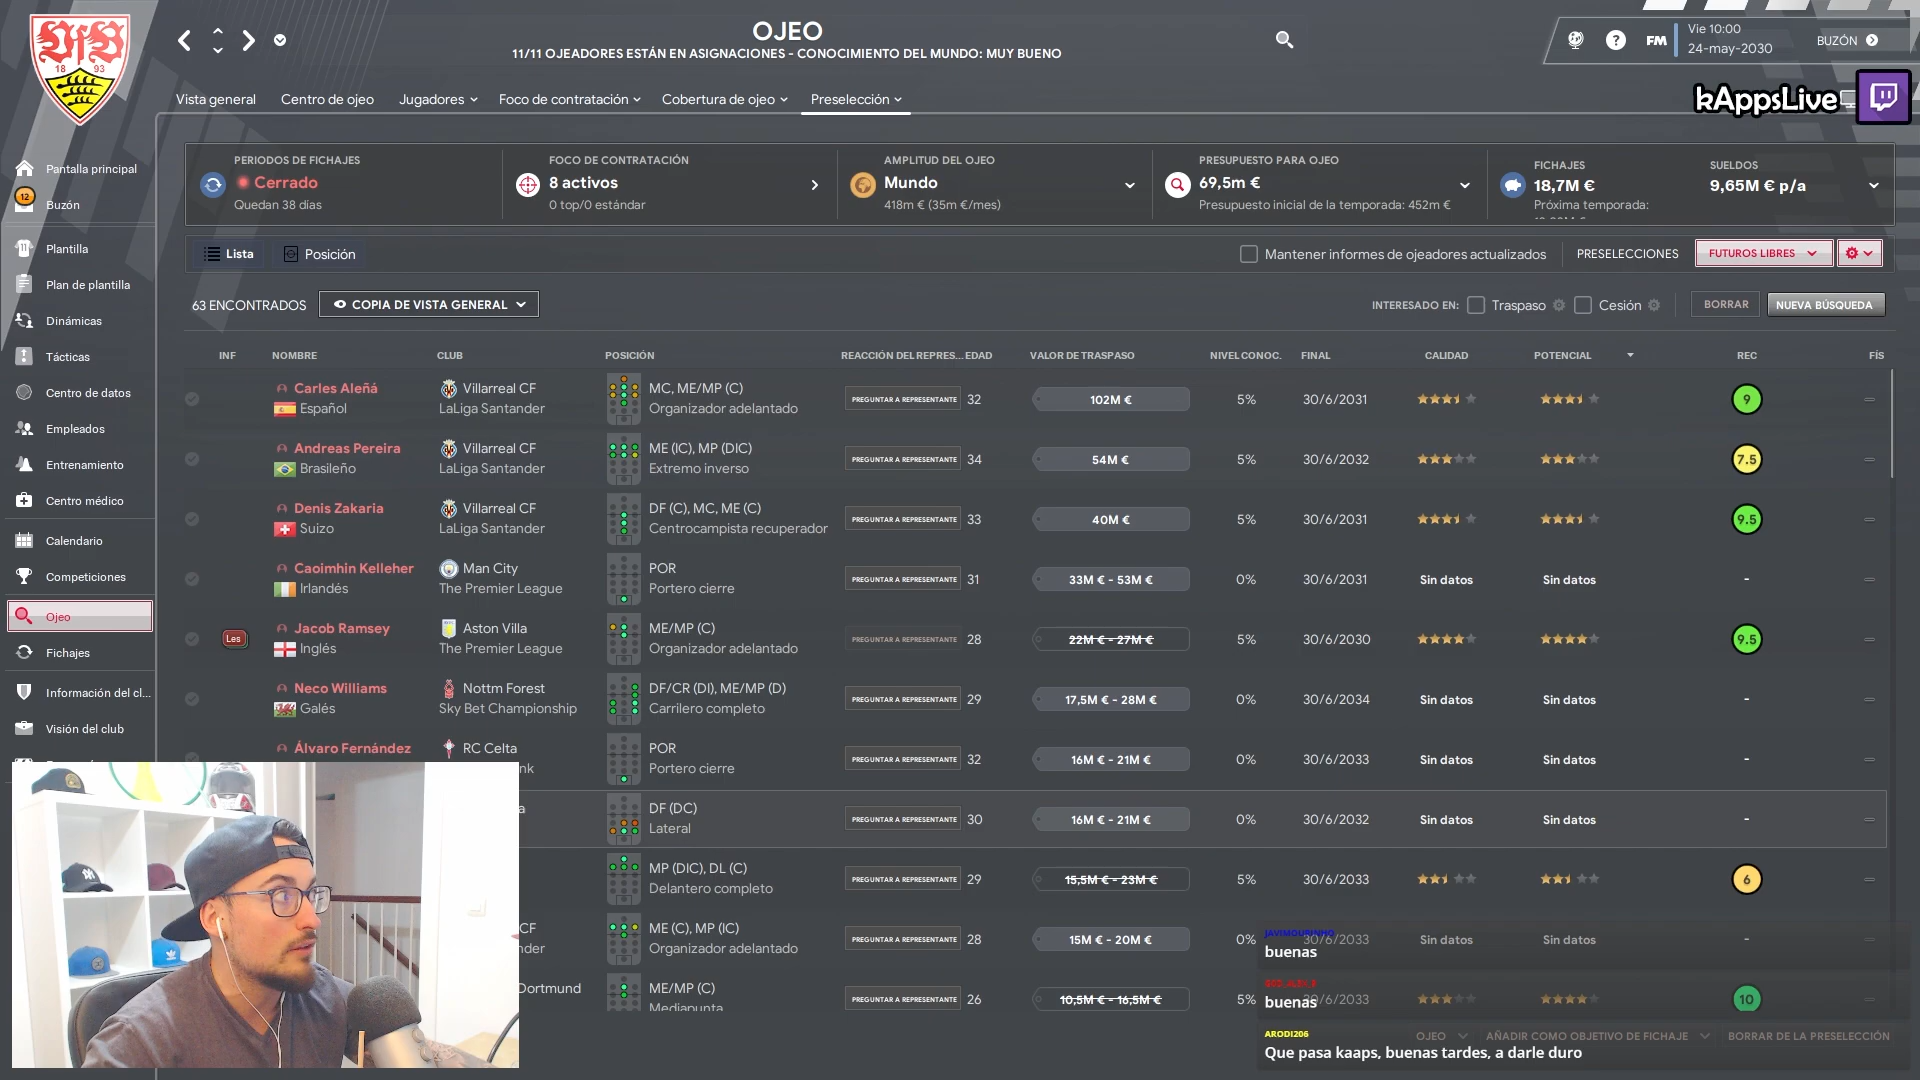 OJEO
11/11 OJEADORES ESTÁN EN ASIGNACIONES - CONOCIMIENTO DEL MUNDO: MUY BUENO
FM
Vie 10:00
24-may-2030
BUZÓN
kAppsLive
Vista general
Centro de ojeo
Jugadores
Foco de contratación
Cobertura de ojeo
Preselección
18 93
Pantalla principal
12
Buzón
Plantilla
Plan de plantilla
Dinámicas
Tácticas
Centro de datos
Empleados
Entrenamiento
Centro médico
Calendario
Competiciones
Ojeo
Fichajes
Información del cl...
Visión del club
PERIODOS DE FICHAJES
Cerrado
Quedan 38 días
FOCO DE CONTRATACIÓN
8 activos
0 top/0 estándar
AMPLITUD DEL OJEO
Mundo
418m € (35m €/mes)
PRESUPUESTO PARA OJEO
69,5m €
Presupuesto inicial de la temporada: 452m €
FICHAJES
18,7M €
Próxima temporada:
SUELDOS
9,65M € p/a
Lista
Posición
Mantener informes de ojeadores actualizados
PRESELECCIONES
FUTUROS LIBRES
63 ENCONTRADOS
COPIA DE VISTA GENERAL
INTERESADO EN:
Traspaso
Cesión
BORRAR
NUEVA BÚSQUEDA
INF NOMBRE CLUB POSICIÓN REACCIÓN DEL REPRES... EDAD VALOR DE TRASPASO NIVEL CONOC. FINAL CALIDAD POTENCIAL REC FÍS
Carles Aleñá Villarreal CF MC, ME/MP (C)
PREGUNTAR A REPRESENTANTE 32 102M € 5% 30/6/2031 9
Español LaLiga Santander Organizador adelantado
Andreas Pereira Villarreal CF ME (IC), MP (DIC)
PREGUNTAR A REPRESENTANTE 34 54M € 5% 30/6/2032 7.5
Brasileño LaLiga Santander Extremo inverso
Denis Zakaria Villarreal CF DF (C), MC, ME (C)
PREGUNTAR A REPRESENTANTE 33 40M € 5% 30/6/2031 9.5
Suizo LaLiga Santander Centrocampista recuperador
Caoimhin Kelleher Man City POR
PREGUNTAR A REPRESENTANTE 31 33M € - 53M € 0% 30/6/2031 Sin datos Sin datos -
Irlandés The Premier League Portero cierre
Jacob Ramsey Aston Villa ME/MP (C)
Les PREGUNTAR A REPRESENTANTE 28 22M € - 27M € 5% 30/6/2030 9.5
Inglés The Premier League Organizador adelantado
Neco Williams Nottm Forest DF/CR (DI), ME/MP (D)
PREGUNTAR A REPRESENTANTE 29 17,5M € - 28M € 0% 30/6/2034 Sin datos Sin datos -
Galés Sky Bet Championship Carrilero completo
Álvaro Fernández RC Celta POR
PREGUNTAR A REPRESENTANTE 32 16M € - 21M € 0% 30/6/2033 Sin datos Sin datos -
nk Portero cierre
a DF (DC)
PREGUNTAR A REPRESENTANTE 30 16M € - 21M € 0% 30/6/2032 Sin datos Sin datos -
Lateral
MP (DIC), DL (C)
PREGUNTAR A REPRESENTANTE 29 15,5M € - 23M € 5% 30/6/2033 6
Delantero completo
CF ME (C), MP (IC)
PREGUNTAR A REPRESENTANTE 28 15M € - 20M € 0% 30/6/2033 Sin datos Sin datos -
nder Organizador adelantado
Dortmund ME/MP (C)
PREGUNTAR A REPRESENTANTE 26 10,5M € - 16,5M € 5% 30/6/2033 10
Mediapunta
JAVIMOURINHO
buenas
buenas
ARODI206
Que pasa kaaps, buenas tardes, a darle duro
OJEO
AÑADIR COMO OBJETIVO DE FICHAJE
BORRAR DE LA PRESELECCIÓN